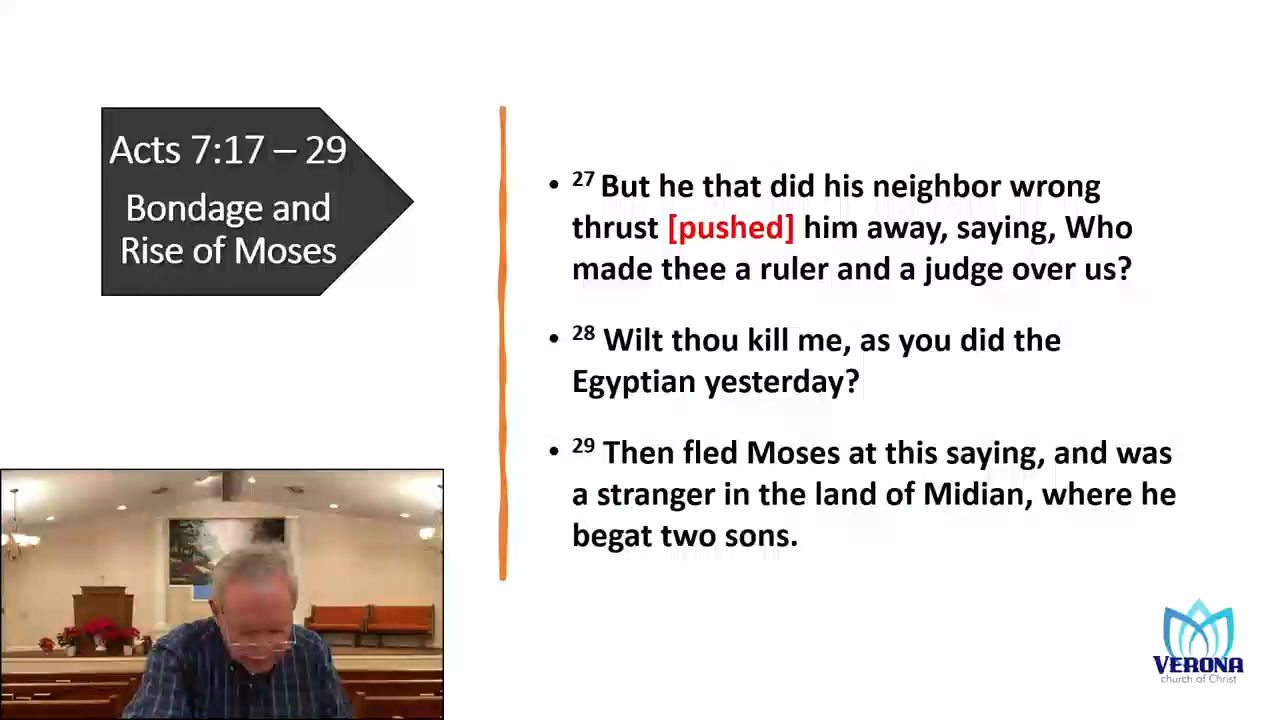 Acts 7:17 – 29
Bondage and
Rise of Moses
• 27 But he that did his neighbor wrong
thrust [pushed] him away, saying, Who
made thee a ruler and a judge over us?
• 28 Wilt thou kill me, as you did the
Egyptian yesterday?
• 29 Then fled Moses at this saying, and was
a stranger in the land of Midian, where he
begat two sons.
VERONA
church of Christ